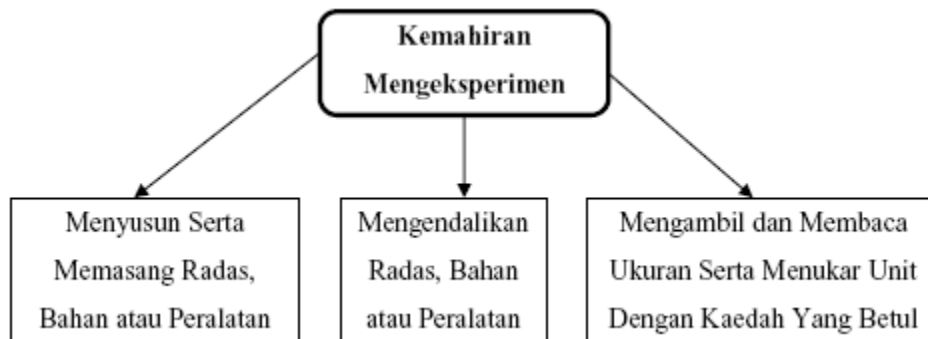 Kemahiran
Mengeksperimen
Menyusun Serta
Memasang Radas,
Bahan atau Peralatan
Mengendalikan
Radas, Bahan
atau Peralatan
Mengambil dan Membaca
Ukuran Serta Menukar Unit
Dengan Kaedah Yang Betul